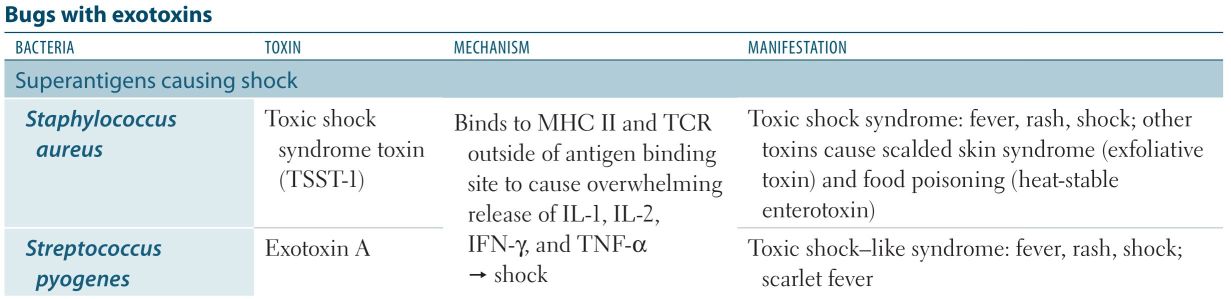 Bugs with exotoxins
BACTERIA TOXIN MECHANISM MANIFESTATION
Superantigens causing shock
Staphylococcus
aureus
Toxic shock
syndrome toxin
(TSST-1)
Binds to MHC II and TCR
outside of antigen binding
site to cause overwhelming
release of IL-1, IL-2,
IFN-γ, and TNF-α
→ shock
Toxic shock syndrome: fever, rash, shock; other
toxins cause scalded skin syndrome (exfoliative
toxin) and food poisoning (heat-stable
enterotoxin)
Streptococcus
pyogenes
Exotoxin A
Toxic shock–like syndrome: fever, rash, shock;
scarlet fever